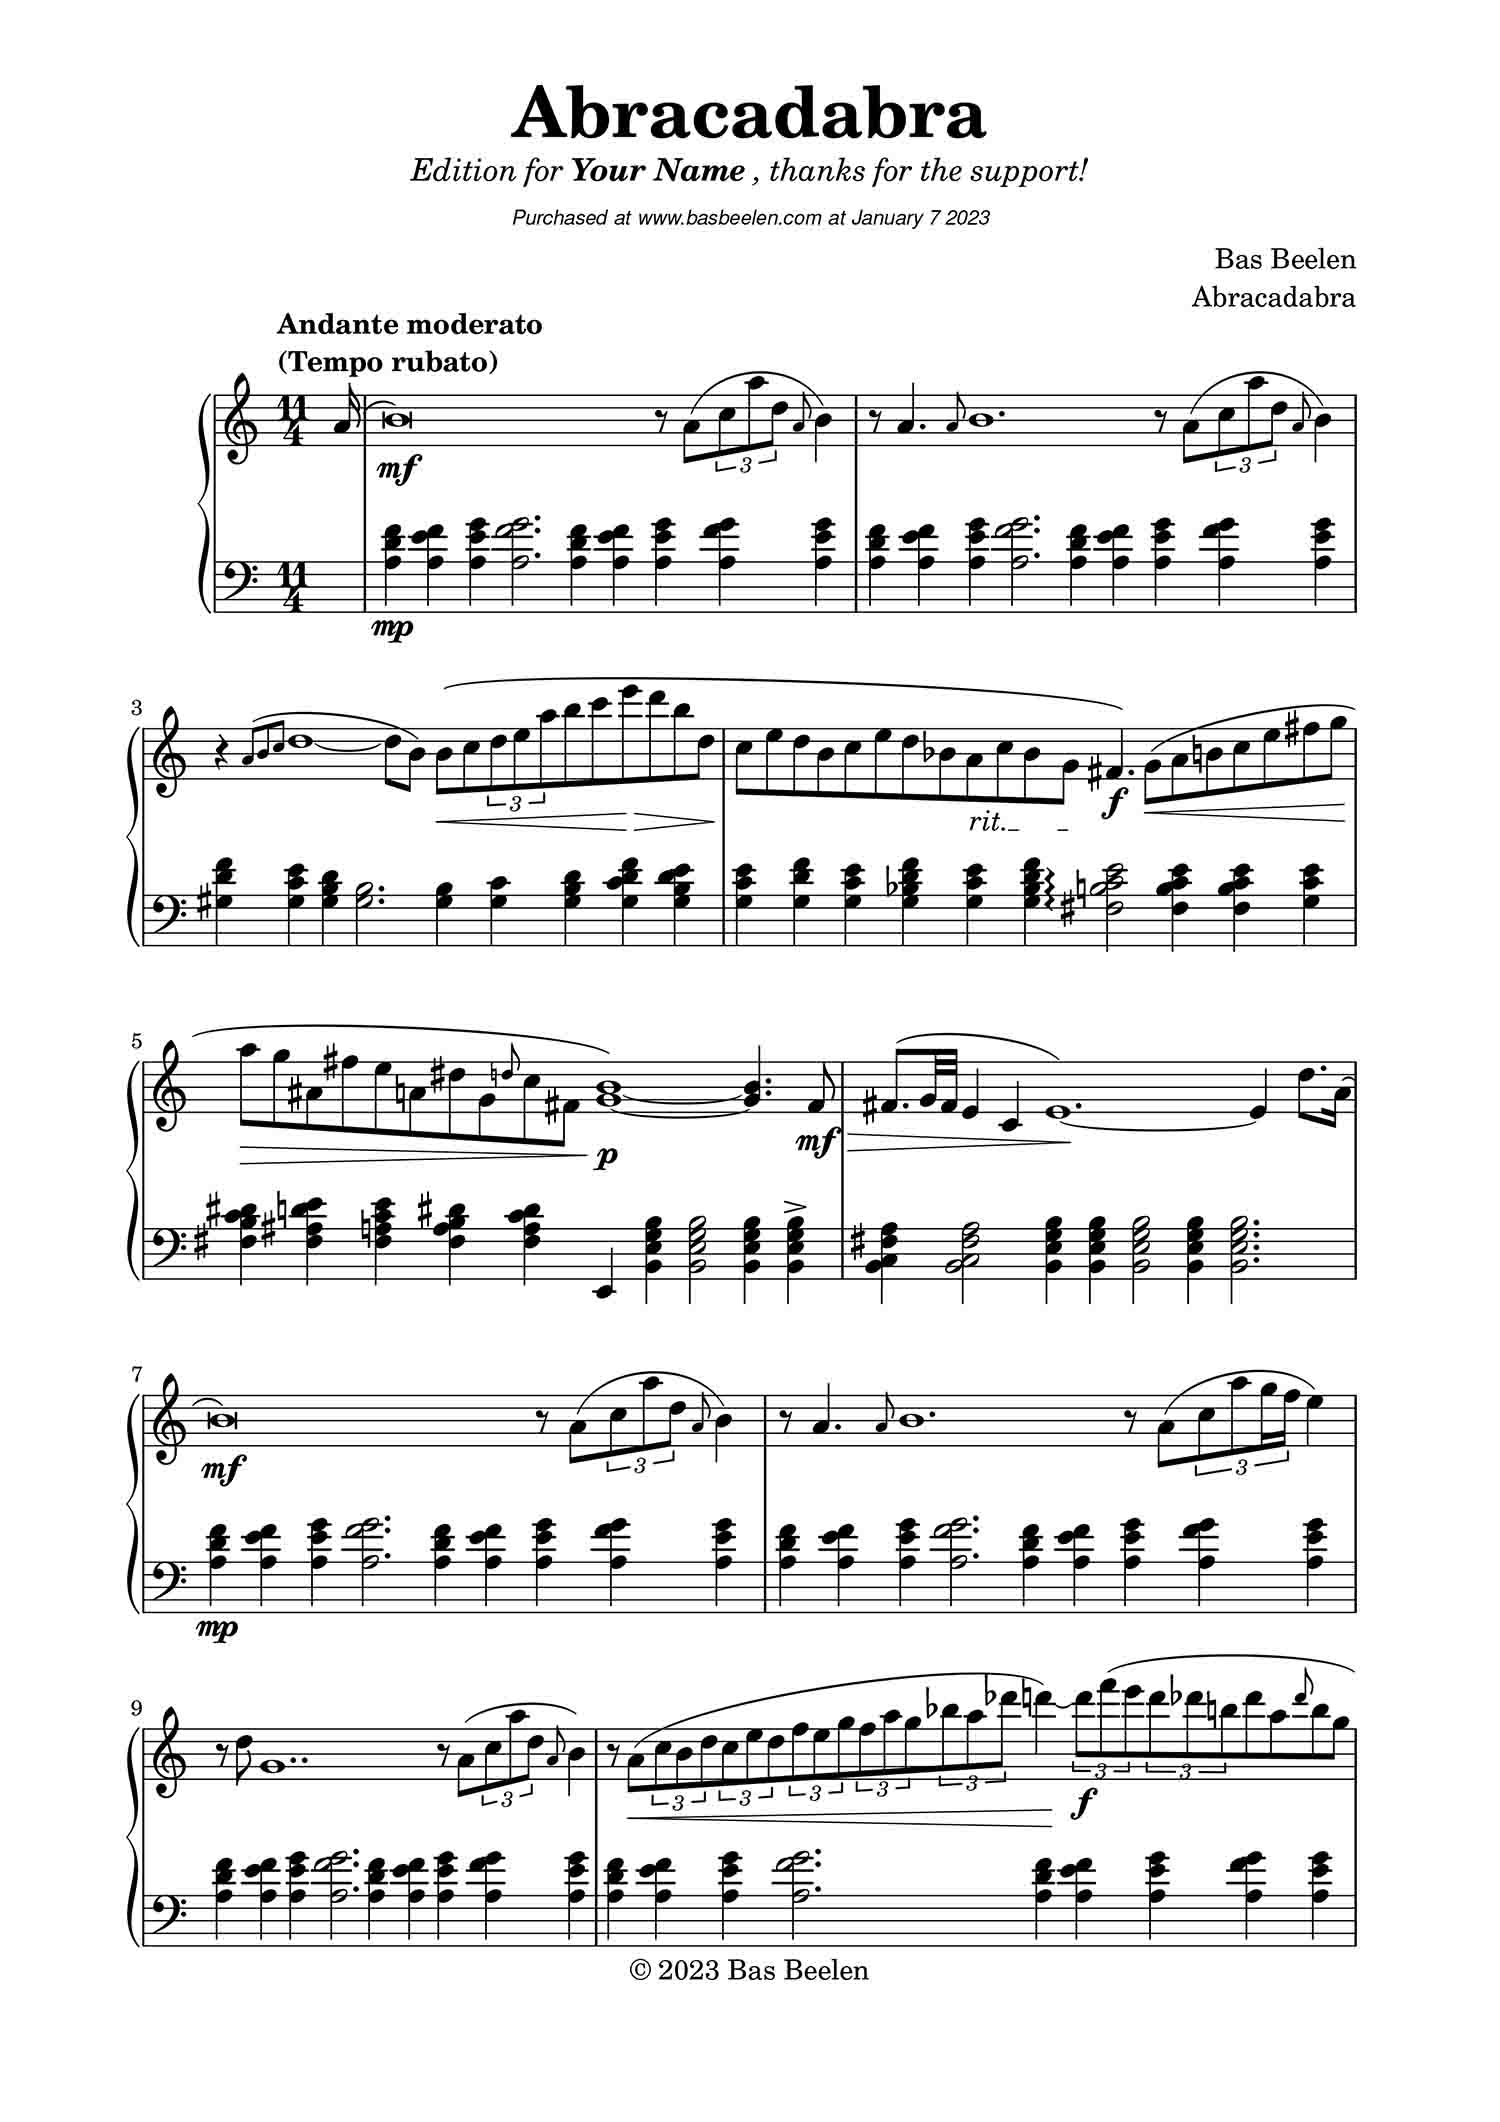 Abracadabra
Edition for Your Name , thanks for the support!
Purchased at www.basbeelen.com at January 7 2023
Bas Beelen
Abracadabra
Andante moderato
(Tempo rubato)
11
4
3
3
mf
11
4
mp
3
3
rit.
f
5
p
mf
7
3
3
mf
mp
9
3
3
3
3
3
3
3
3
f
© 2023 Bas Beelen